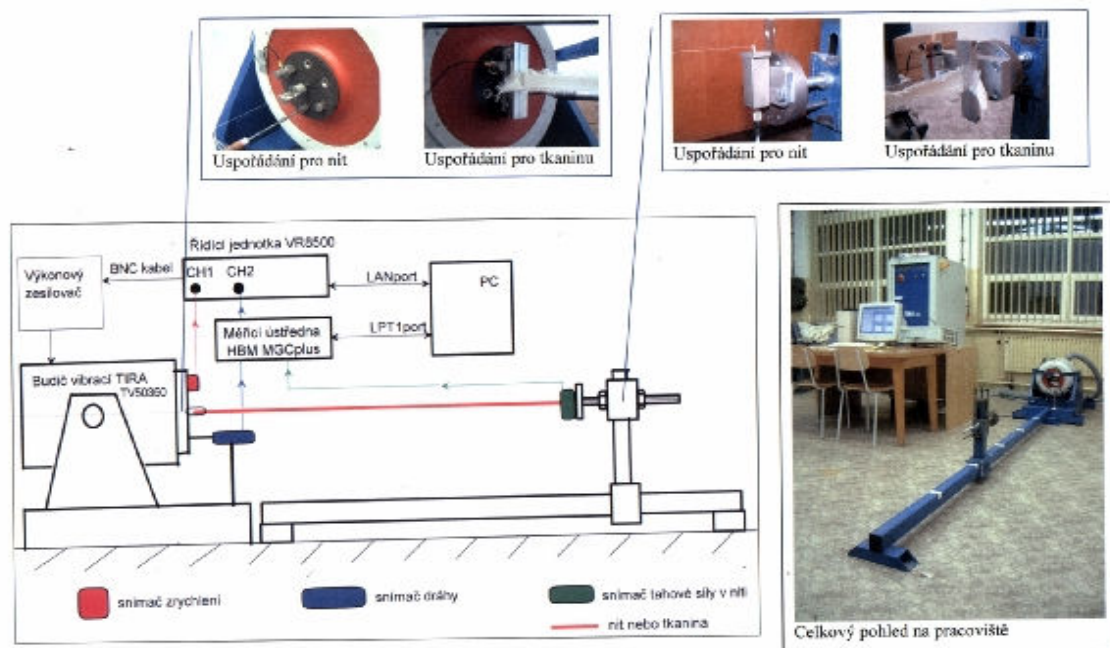 Uspořádání pro nit
Uspořádání pro tkaninu
Uspořádání pro nit
Uspořádání pro tkaninu
Řídící jednotka VR8500
Výkonový
zesilovač
BNC kabel
CH1
CH2
LANport
PC
Měřící ústředna
HBM MGCplus
LPT1port
Budič vibrací TIRA
TV50350
snímač zrychlení
snímač dráhy
snímač tahové síly v niti
nit nebo tkanina
Celkový pohled na pracoviště